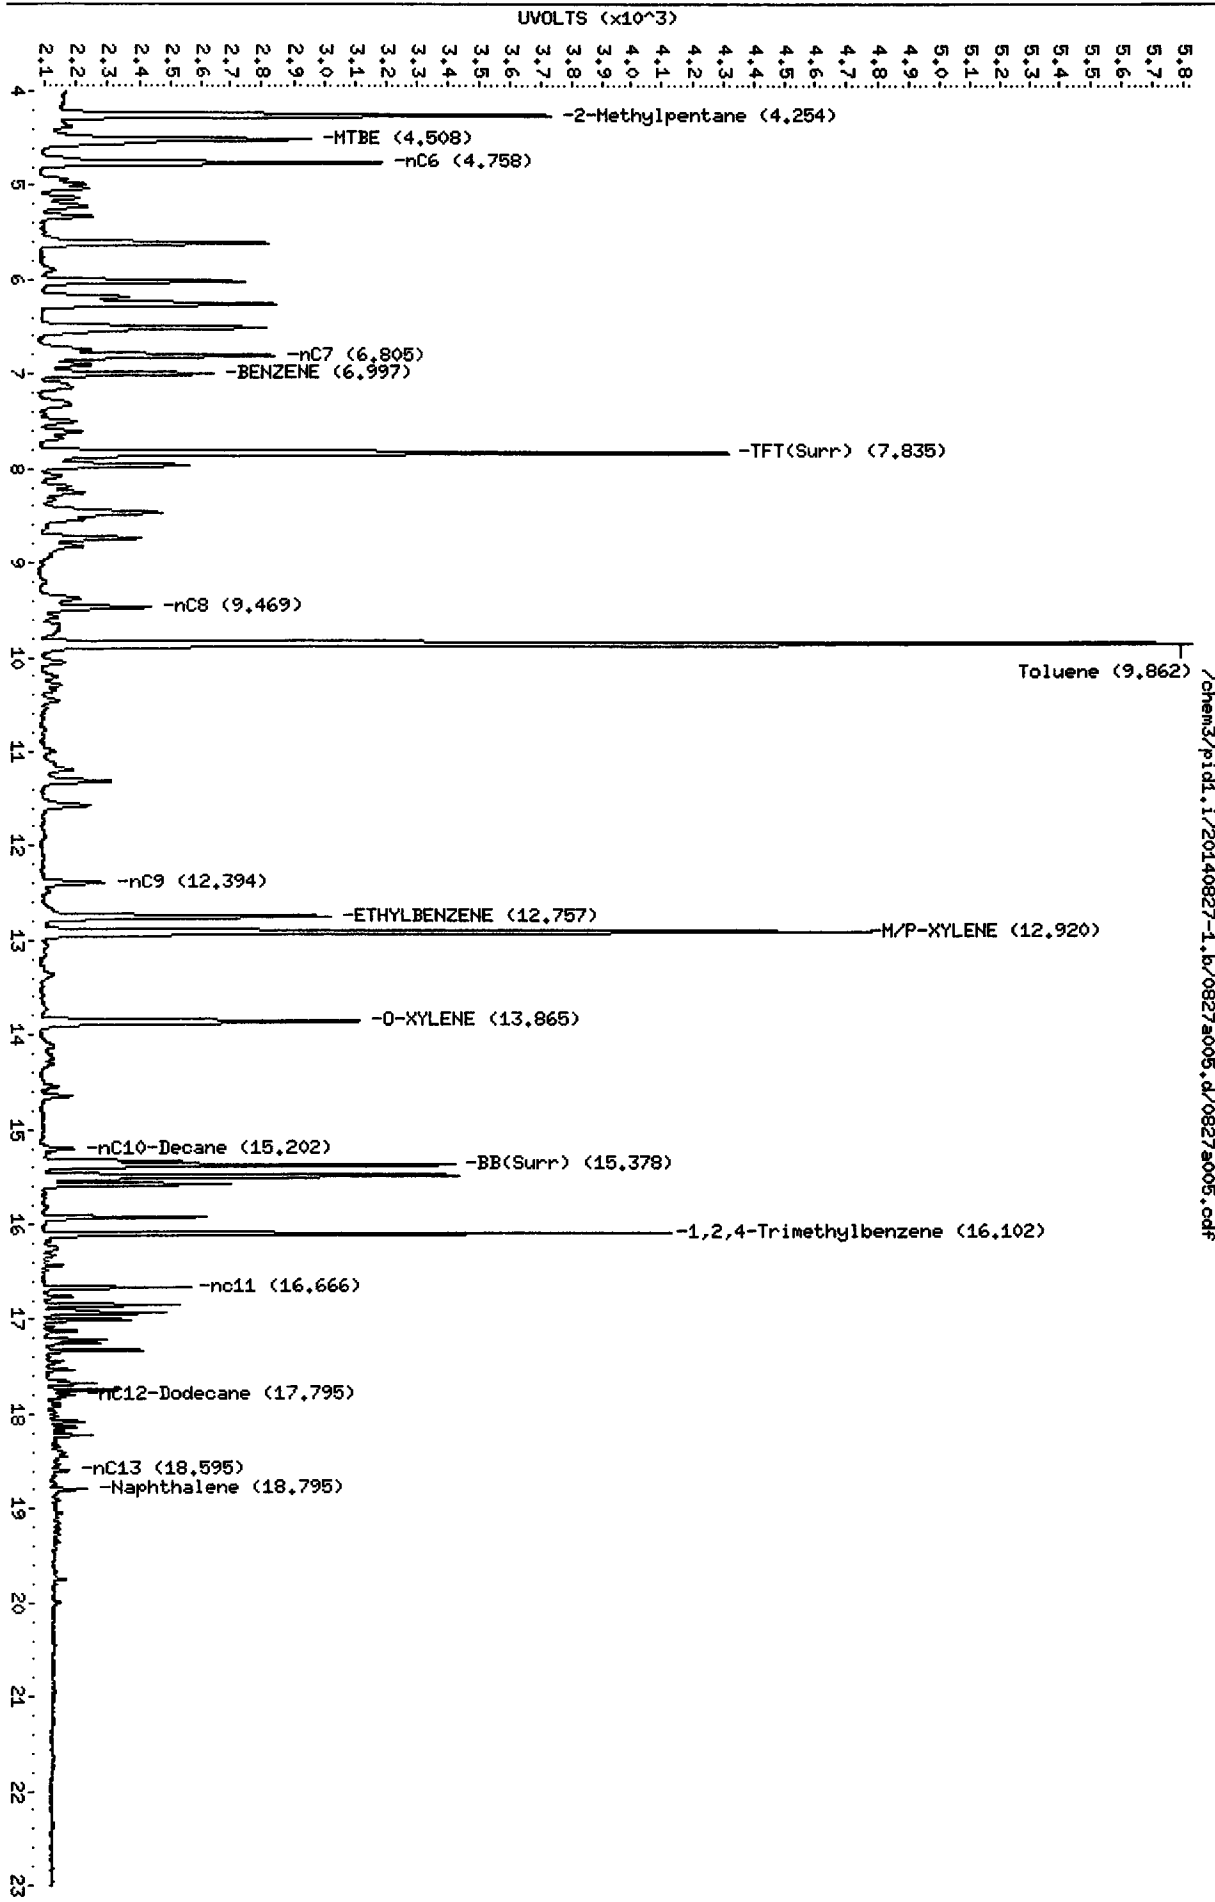 UVOLTS (x10^3)
2.1 2.2 2.3 2.4 2.5 2.6 2.7 2.8 2.9 3.0 3.1 3.2 3.3 3.4 3.5 3.6 3.7 3.8 3.9 4.0 4.1 4.2 4.3 4.4 4.5 4.6 4.7 4.8 4.9 5.0 5.1 5.2 5.3 5.4 5.5 5.6 5.7 5.8
4
-2-Methylpentane (4.254)
-MTBE (4.508)
-nC6 (4.758)
5
6
-nC7 (6.805)
-BENZENE (6.997)
7
-TFT(Surr) (7.835)
8
9
-nC8 (9.469)
10
Toluene (9.862)
11
12
-nC9 (12.394)
-ETHYLBENZENE (12.757)
-M/P-XYLENE (12.920)
13
-O-XYLENE (13.865)
14
15
-nC10-Decane (15.202)
-BB(Surr) (15.378)
16
-1,2,4-Trimethylbenzene (16.102)
-nc11 (16.666)
17
-nC12-Dodecane (17.795)
18
-nC13 (18.595)
-Naphthalene (18.795)
19
20
21
22
23
/chem3/pid1.i/20140827-1.b/0827a005.d/0827a005.cdf